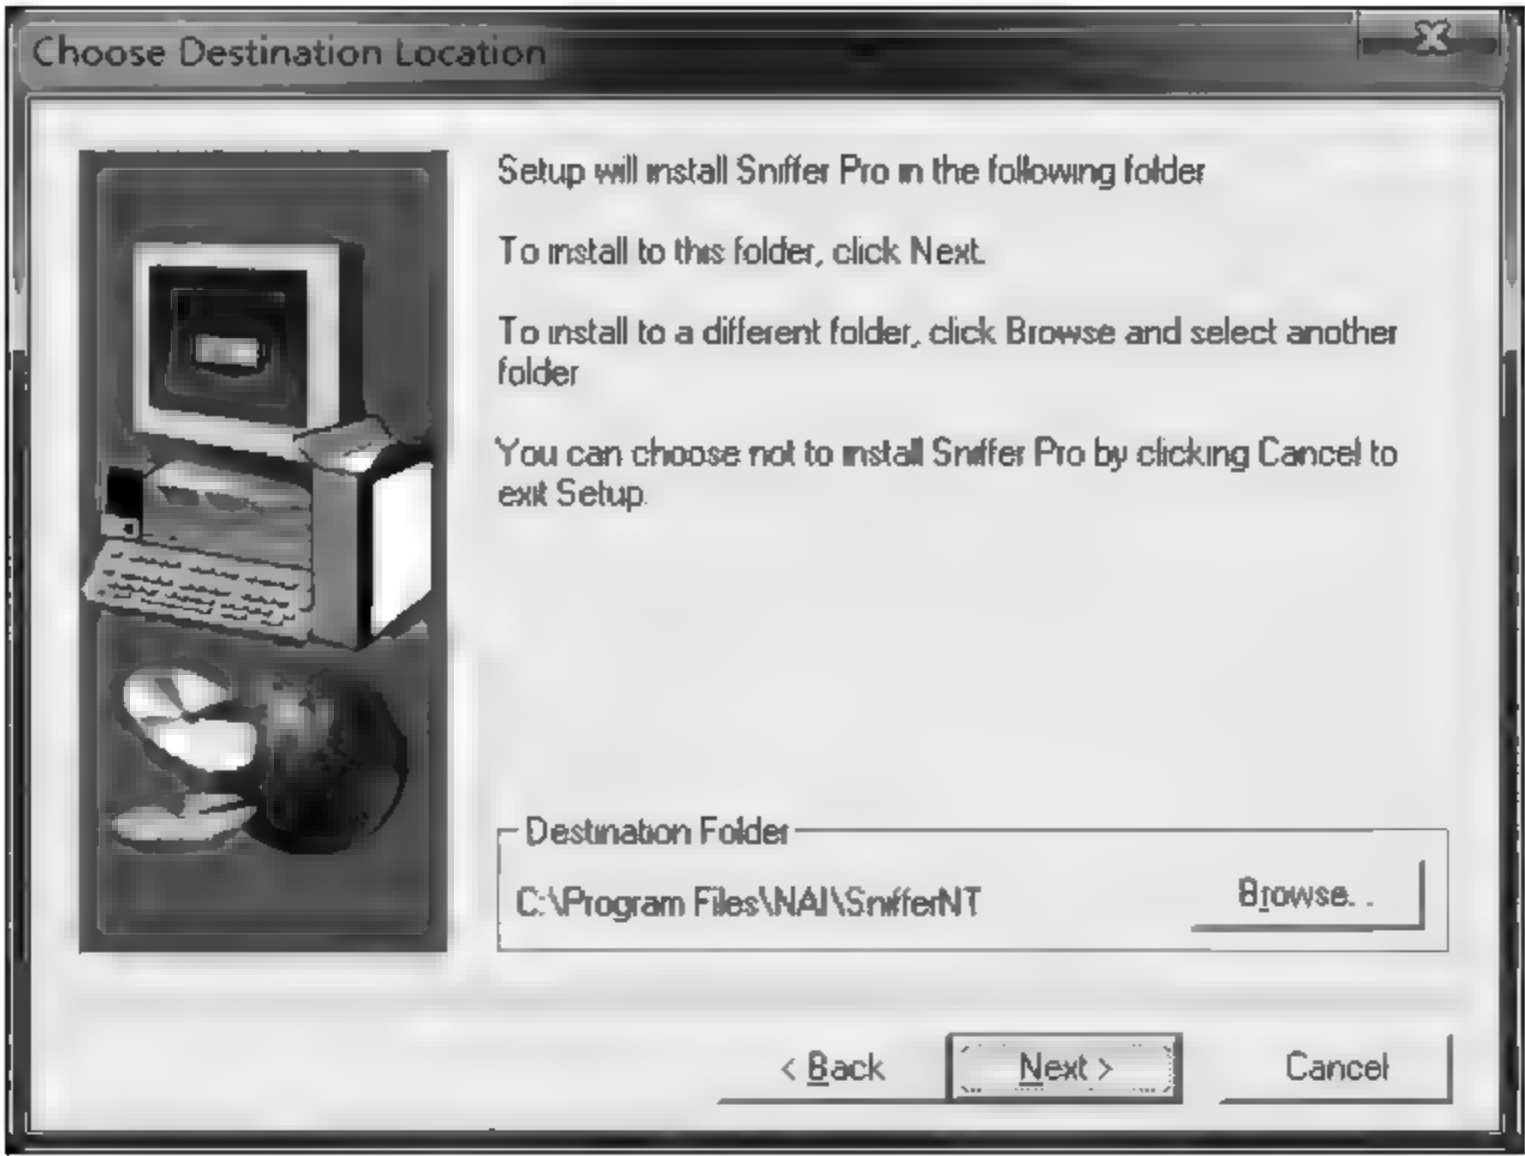 Choose Destination Location
Setup will install Sniffer Pro in the following folder
To install to this folder, click Next.
To install to a different folder, click Browse and select another
folder
You can choose not to install Sniffer Pro by clicking Cancel to
exit Setup.
Destination Folder
C:\Program Files\NAI\SnifferNT
Browse. .
< Back
Next >
Cancel